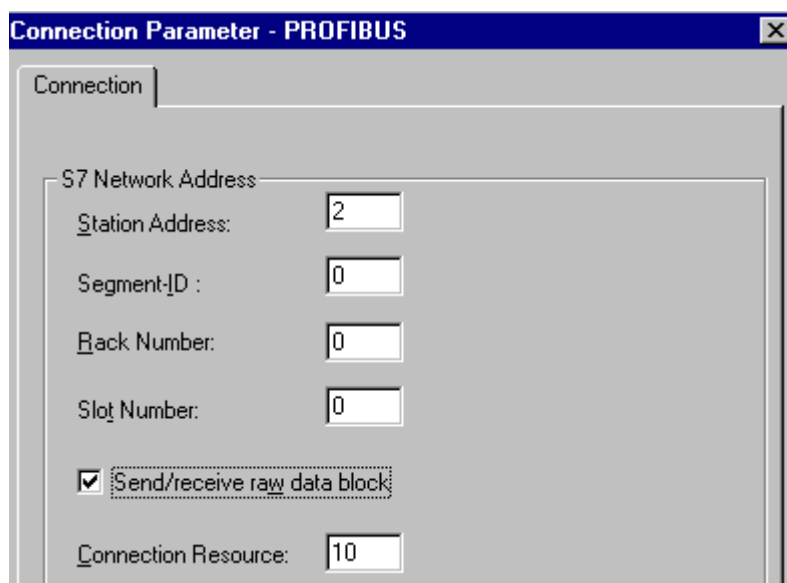 Connection Parameter - PROFIBUS
Connection
S7 Network Address
Station Address: 2
Segment-ID : 0
Rack Number: 0
Slot Number: 0
Send/receive raw data block
Connection Resource: 10